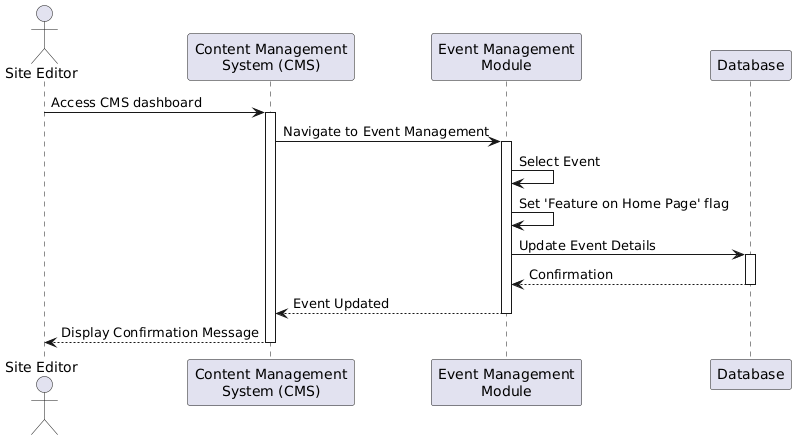 Site Editor
Content Management
System (CMS)
Event Management
Module
Database
Access CMS dashboard
Navigate to Event Management
Select Event
Set 'Feature on Home Page' flag
Update Event Details
Confirmation
Event Updated
Display Confirmation Message
Site Editor
Content Management
System (CMS)
Event Management
Module
Database